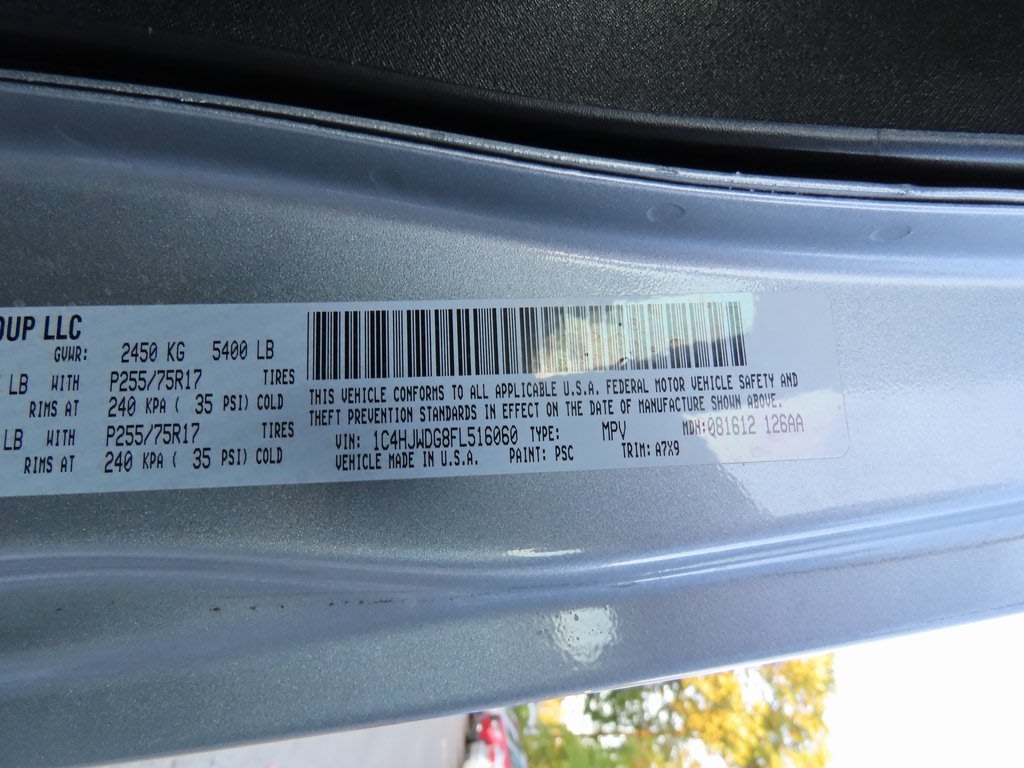 OUP LLC
GVWR: 2450 KG 5400 LB
LB WITH P255/75R17 TIRES
RIMS AT 240 KPA ( 35 PSI) COLD
LB WITH P255/75R17 TIRES
RIMS AT 240 KPA ( 35 PSI) COLD
THIS VEHICLE CONFORMS TO ALL APPLICABLE U.S.A. FEDERAL MOTOR VEHICLE SAFETY AND
THEFT PREVENTION STANDARDS IN EFFECT ON THE DATE OF MANUFACTURE SHOWN ABOVE.
VIN: 1C4HJWDG8FL516060 TYPE: MPV MDH:081612 126AA
VEHICLE MADE IN U.S.A. PAINT: PSC TRIM: A7X9